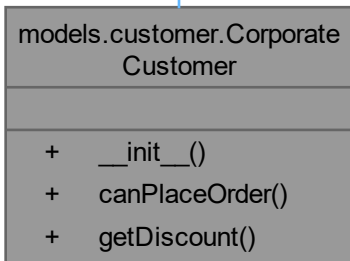 models.customer.Corporate
Customer
+ __init__()
+ canPlaceOrder()
+ getDiscount()